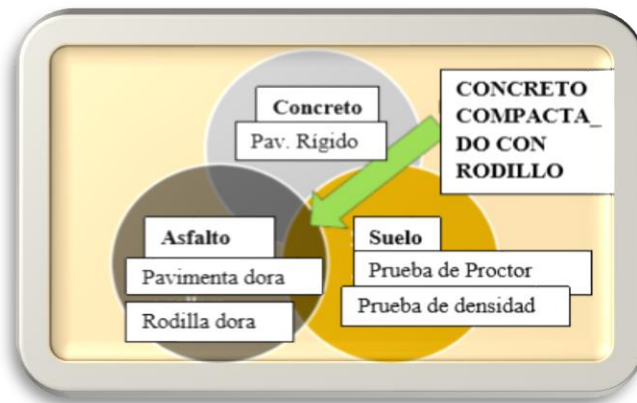 Concreto
Pav. Rígido
CONCRETO
COMPACTA_
DO CON
RODILLO
Asfalto
Pavimenta dora
Rodilla dora
Suelo
Prueba de Proctor
Prueba de densidad